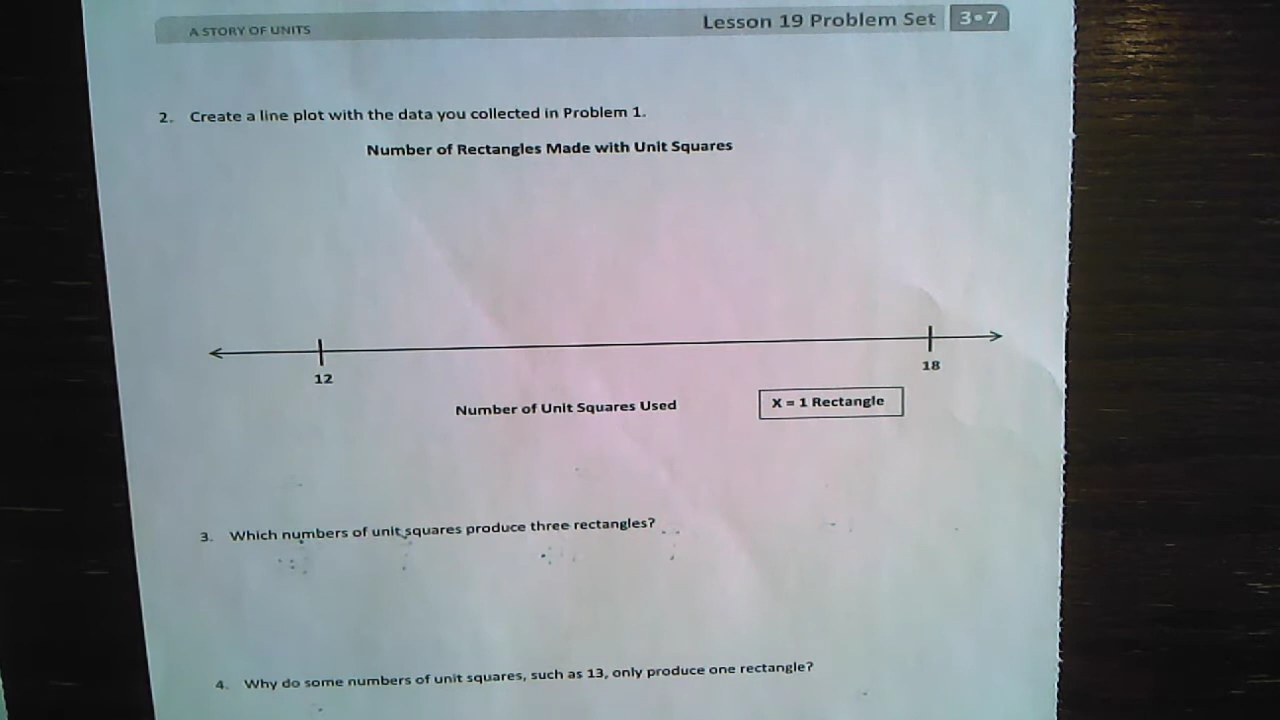 A STORY OF UNITS
Lesson 19 Problem Set 3•7
2. Create a line plot with the data you collected in Problem 1.
Number of Rectangles Made with Unit Squares
12
18
Number of Unit Squares Used
X = 1 Rectangle
3. Which numbers of unit squares produce three rectangles?
4. Why do some numbers of unit squares, such as 13, only produce one rectangle?